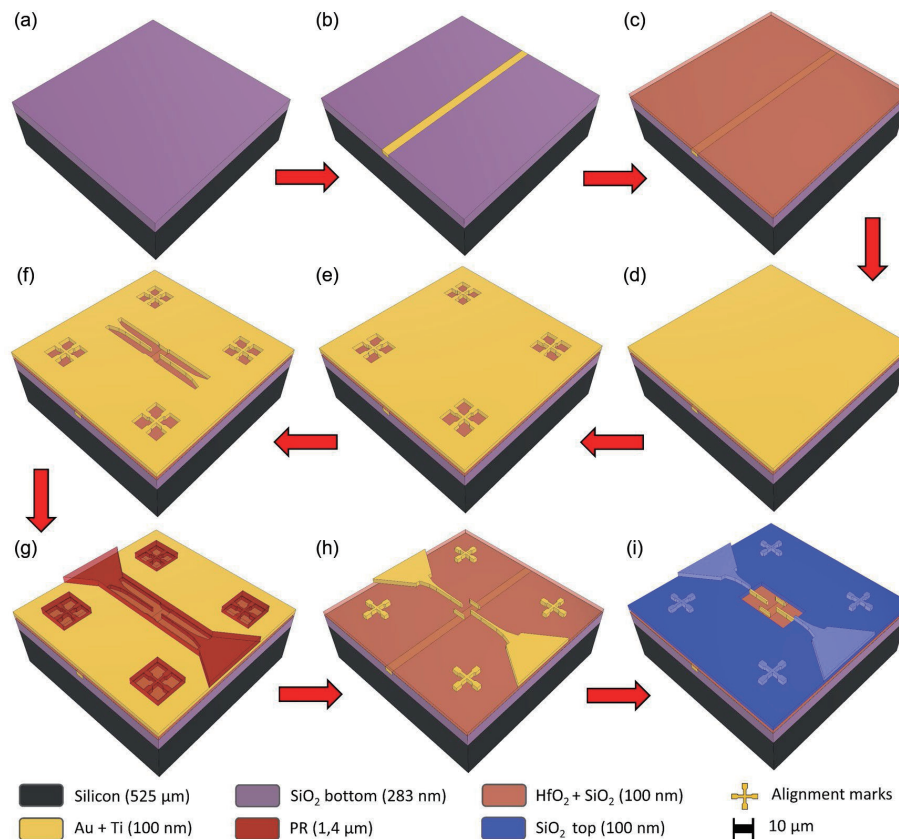 (a) (b) (c)
(f) (e) (d)
(g) (h) (i)
Silicon (525 µm) SiO₂ bottom (283 nm) HfO₂ + SiO₂ (100 nm) Alignment marks
Au + Ti (100 nm) PR (1,4 µm) SiO₂ top (100 nm) 10 µm